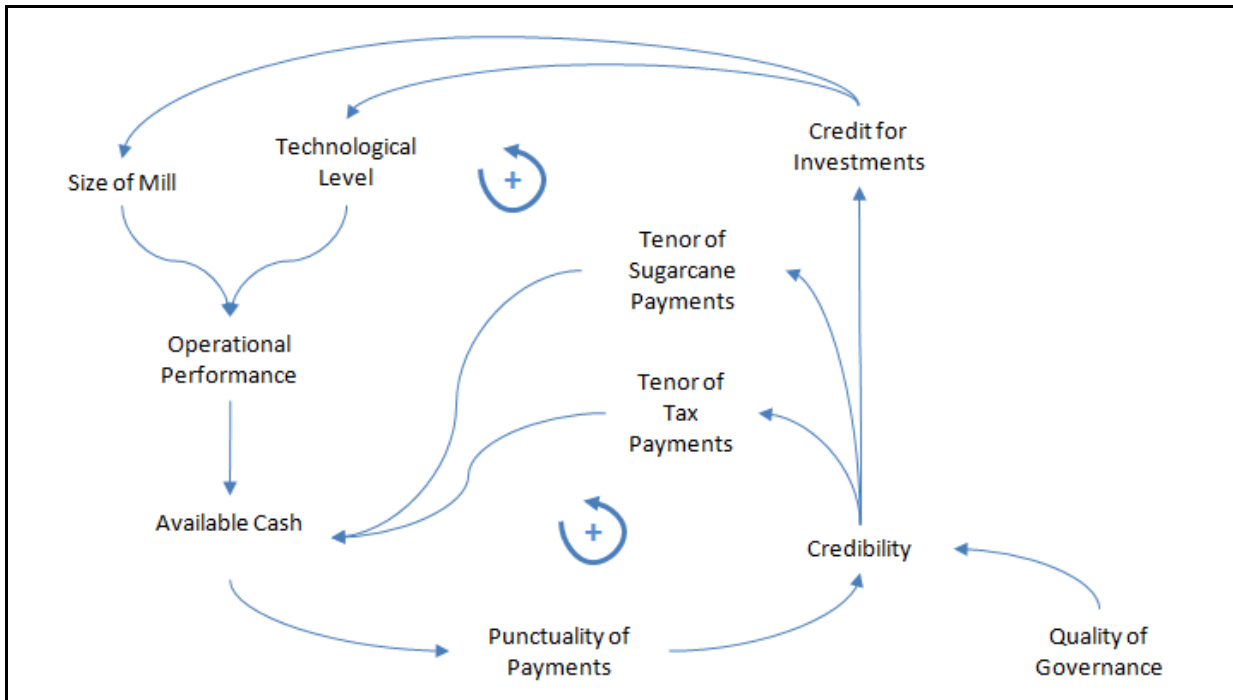 Credit for
Investments
Technological
Level
Size of Mill
+
Tenor of
Sugarcane
Payments
Operational
Performance
Tenor of
Tax
Payments
Available Cash
+
Credibility
Punctuality of
Payments
Quality of
Governance